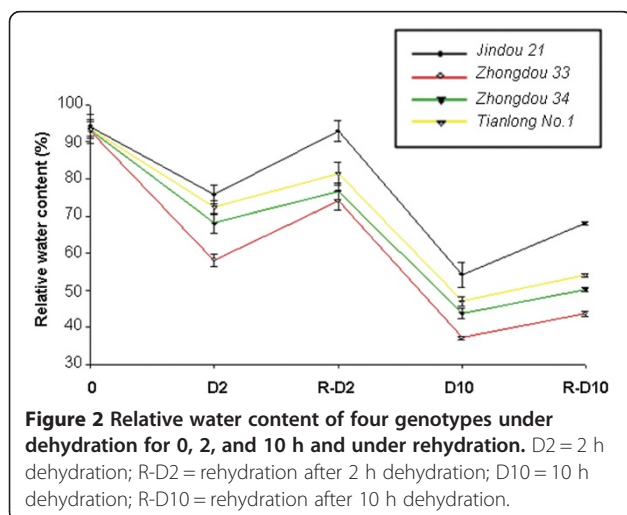 Jindou 21
Zhongdou 33
Zhongdou 34
Tianlong No.1
Relative water content (%)
100
90
80
70
60
50
40
30
0 D2 R-D2 D10 R-D10
Figure 2 Relative water content of four genotypes under
dehydration for 0, 2, and 10 h and under rehydration. D2 = 2 h
dehydration; R-D2 = rehydration after 2 h dehydration; D10 = 10 h
dehydration; R-D10 = rehydration after 10 h dehydration.